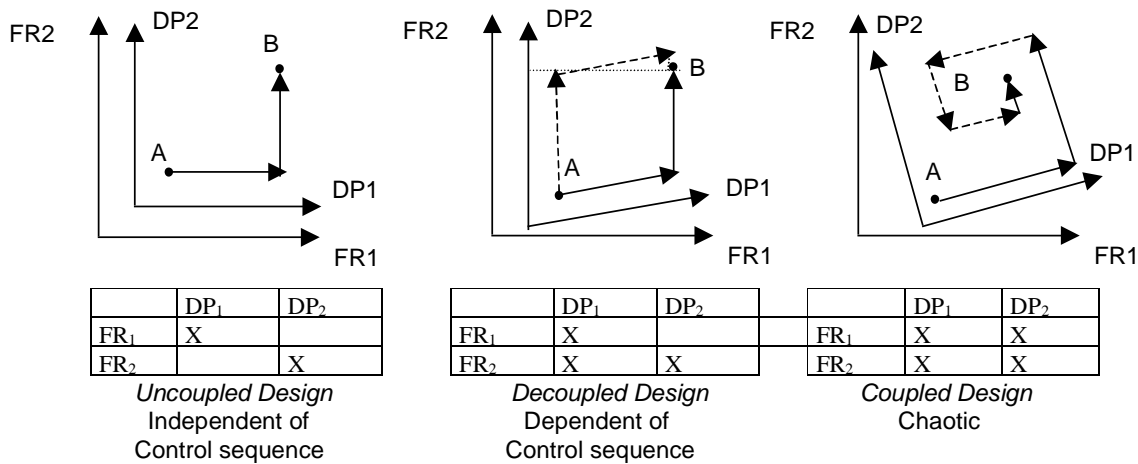 FR2
DP2
B
A
DP1
FR1
DP₁ DP₂
FR₁ X
FR₂ X
Uncoupled Design
Independent of
Control sequence
FR2
DP2
B
A
DP1
FR1
DP₁ DP₂
FR₁ X
FR₂ X X
Decoupled Design
Dependent of
Control sequence
FR2
DP2
B
A
DP1
FR1
DP₁ DP₂
FR₁ X X
FR₂ X X
Coupled Design
Chaotic